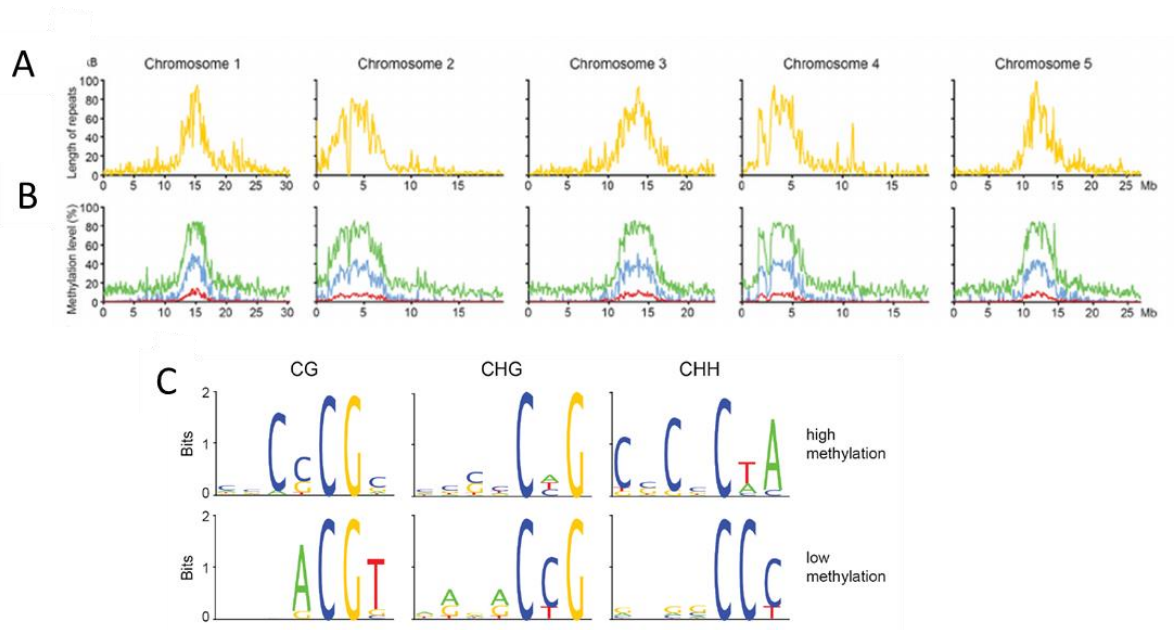 A
B
kB
Chromosome 1
Chromosome 2
Chromosome 3
Chromosome 4
Chromosome 5
Length of repeats
100
80
60
40
20
0
0 5 10 15 20 25 30
0 5 10 15
0 5 10 15 20
0 5 10 15
0 5 10 15 20 25 Mb
Methylation level (%)
100
80
60
40
20
0
0 5 10 15 20 25 30
0 5 10 15
0 5 10 15 20
0 5 10 15
0 5 10 15 20 25 Mb
C
CG
CHG
CHH
Bits
2
1
0
C C C G C
C C G
C C C T A
high
methylation
Bits
2
1
0
A C G T
A A C C G
C C C
low
methylation